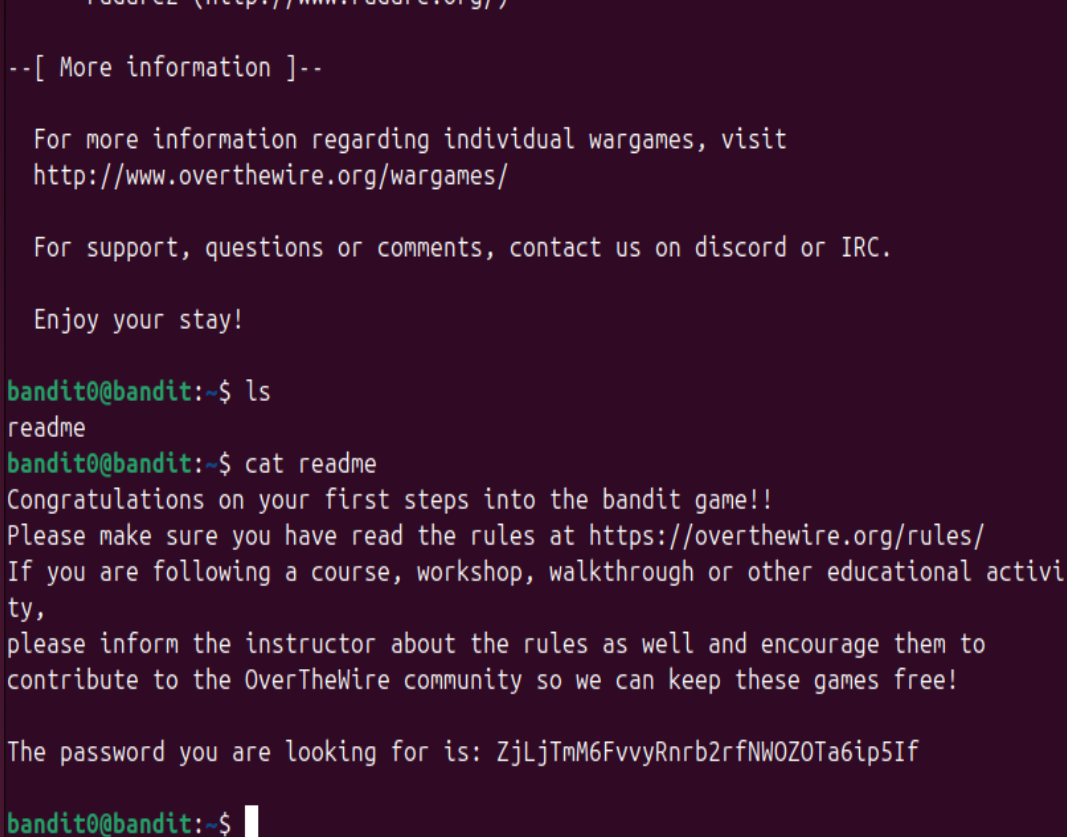 radare2 (http://www.radare.org/)
--[ More information ]--
For more information regarding individual wargames, visit
http://www.overthewire.org/wargames/
For support, questions or comments, contact us on discord or IRC.
Enjoy your stay!
bandit0@bandit:~$ ls
readme
bandit0@bandit:~$ cat readme
Congratulations on your first steps into the bandit game!!
Please make sure you have read the rules at https://overthewire.org/rules/
If you are following a course, workshop, walkthrough or other educational activi
ty,
please inform the instructor about the rules as well and encourage them to
contribute to the OverTheWire community so we can keep these games free!
The password you are looking for is: ZjLjTmM6FvvyRnrb2rfNWOZOTa6ip5If
bandit0@bandit:~$